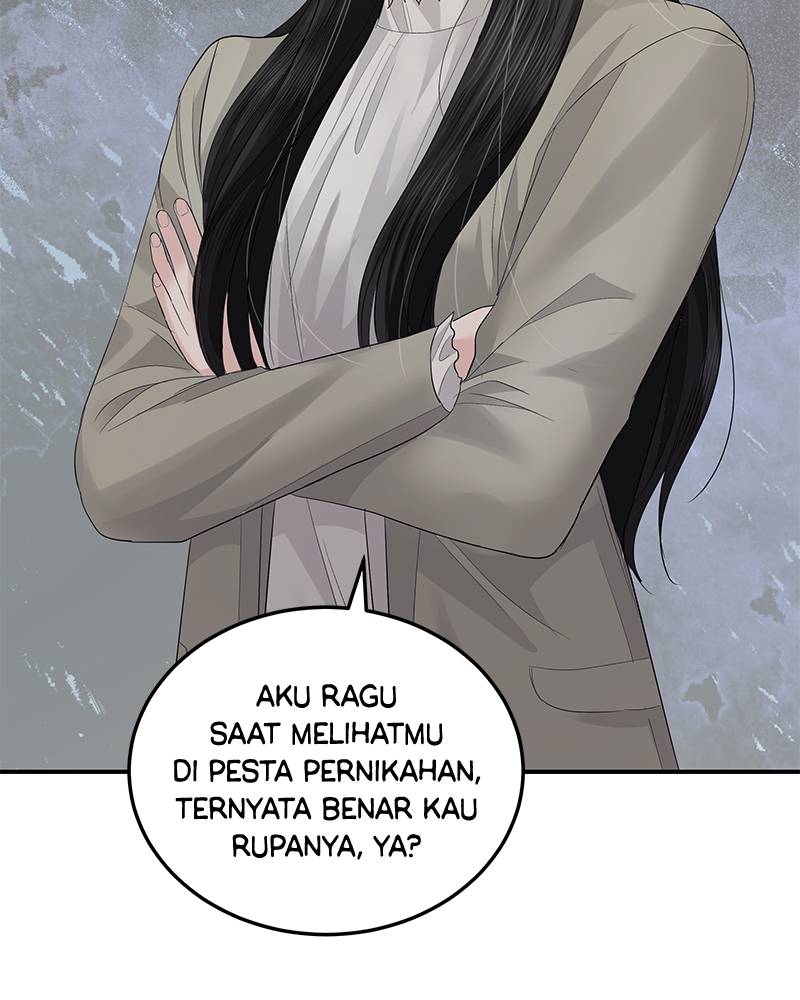 AKU RAGU
SAAT MELIHATMU
DI PESTA PERNIKAHAN,
TERNYATA BENAR KAU
RUPANYA, YA?